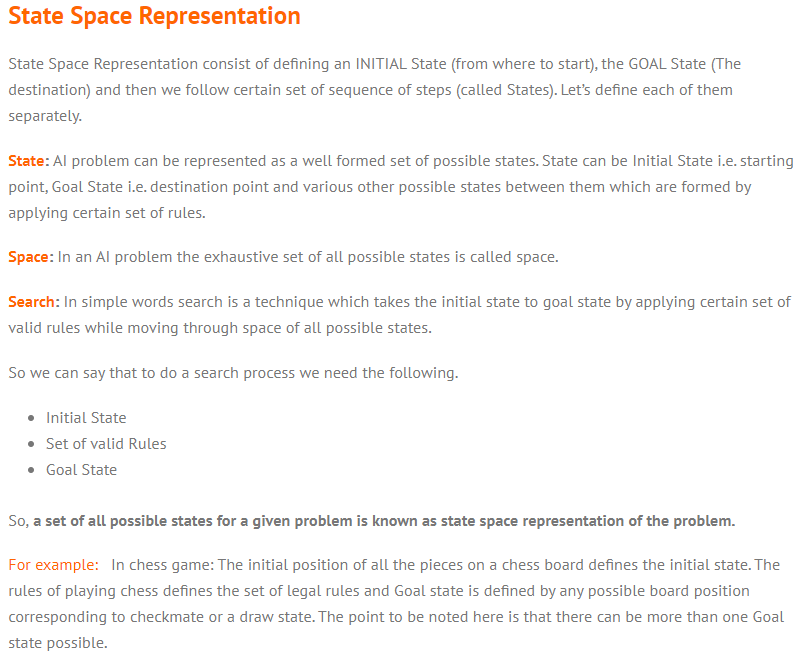 State Space Representation
State Space Representation consist of defining an INITIAL State (from where to start), the GOAL State (The
destination) and then we follow certain set of sequence of steps (called States). Let’s define each of them
separately.
State: AI problem can be represented as a well formed set of possible states. State can be Initial State i.e. starting
point, Goal State i.e. destination point and various other possible states between them which are formed by
applying certain set of rules.
Space: In an AI problem the exhaustive set of all possible states is called space.
Search: In simple words search is a technique which takes the initial state to goal state by applying certain set of
valid rules while moving through space of all possible states.
So we can say that to do a search process we need the following.
• Initial State
• Set of valid Rules
• Goal State
So, a set of all possible states for a given problem is known as state space representation of the problem.
For example: In chess game: The initial position of all the pieces on a chess board defines the initial state. The
rules of playing chess defines the set of legal rules and Goal state is defined by any possible board position
corresponding to checkmate or a draw state. The point to be noted here is that there can be more than one Goal
state possible.